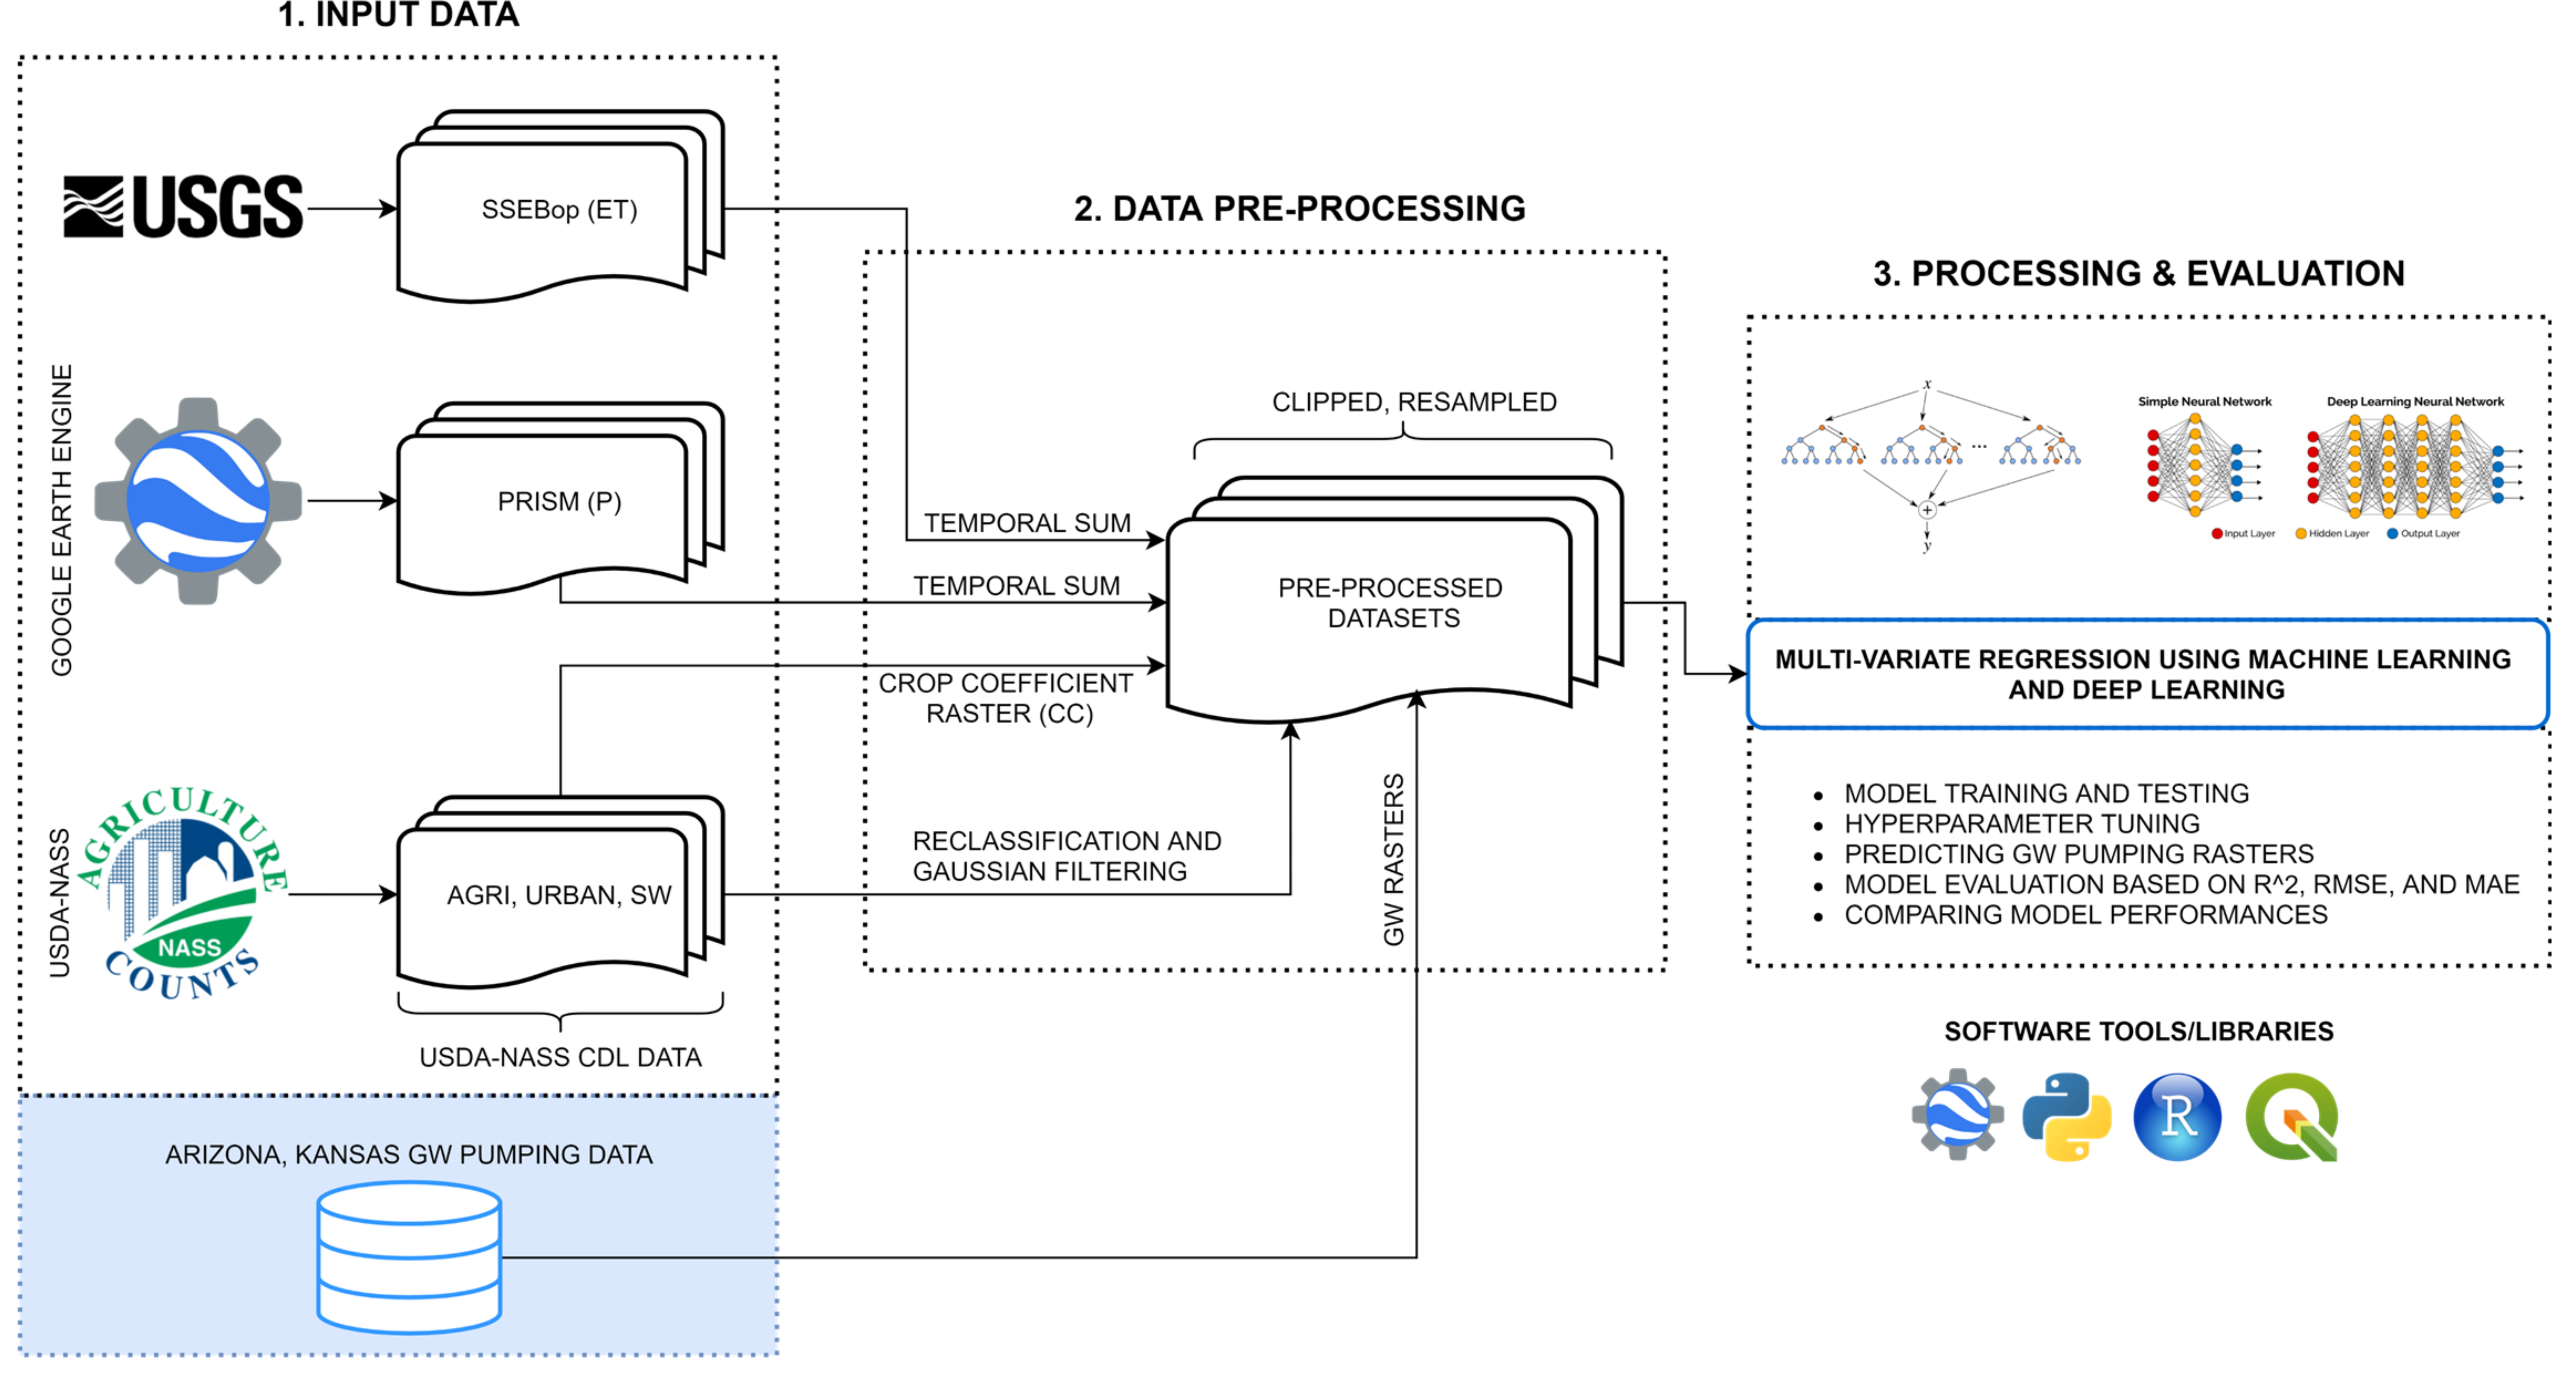 1. INPUT DATA
USGS
SSEBop (ET)
GOOGLE EARTH ENGINE
PRISM (P)
USDA-NASS
AGRICULTURE
NASS
COUNTS
AGRI, URBAN, SW
USDA-NASS CDL DATA
ARIZONA, KANSAS GW PUMPING DATA
2. DATA PRE-PROCESSING
CLIPPED, RESAMPLED
TEMPORAL SUM
TEMPORAL SUM
PRE-PROCESSED
DATASETS
CROP COEFFICIENT
RASTER (CC)
RECLASSIFICATION AND
GAUSSIAN FILTERING
GW RASTERS
3. PROCESSING & EVALUATION
x
...
+
y
Simple Neural Network
Deep Learning Neural Network
Input Layer
Hidden Layer
Output Layer
MULTI-VARIATE REGRESSION USING MACHINE LEARNING
AND DEEP LEARNING
• MODEL TRAINING AND TESTING
• HYPERPARAMETER TUNING
• PREDICTING GW PUMPING RASTERS
• MODEL EVALUATION BASED ON R^2, RMSE, AND MAE
• COMPARING MODEL PERFORMANCES
SOFTWARE TOOLS/LIBRARIES
R